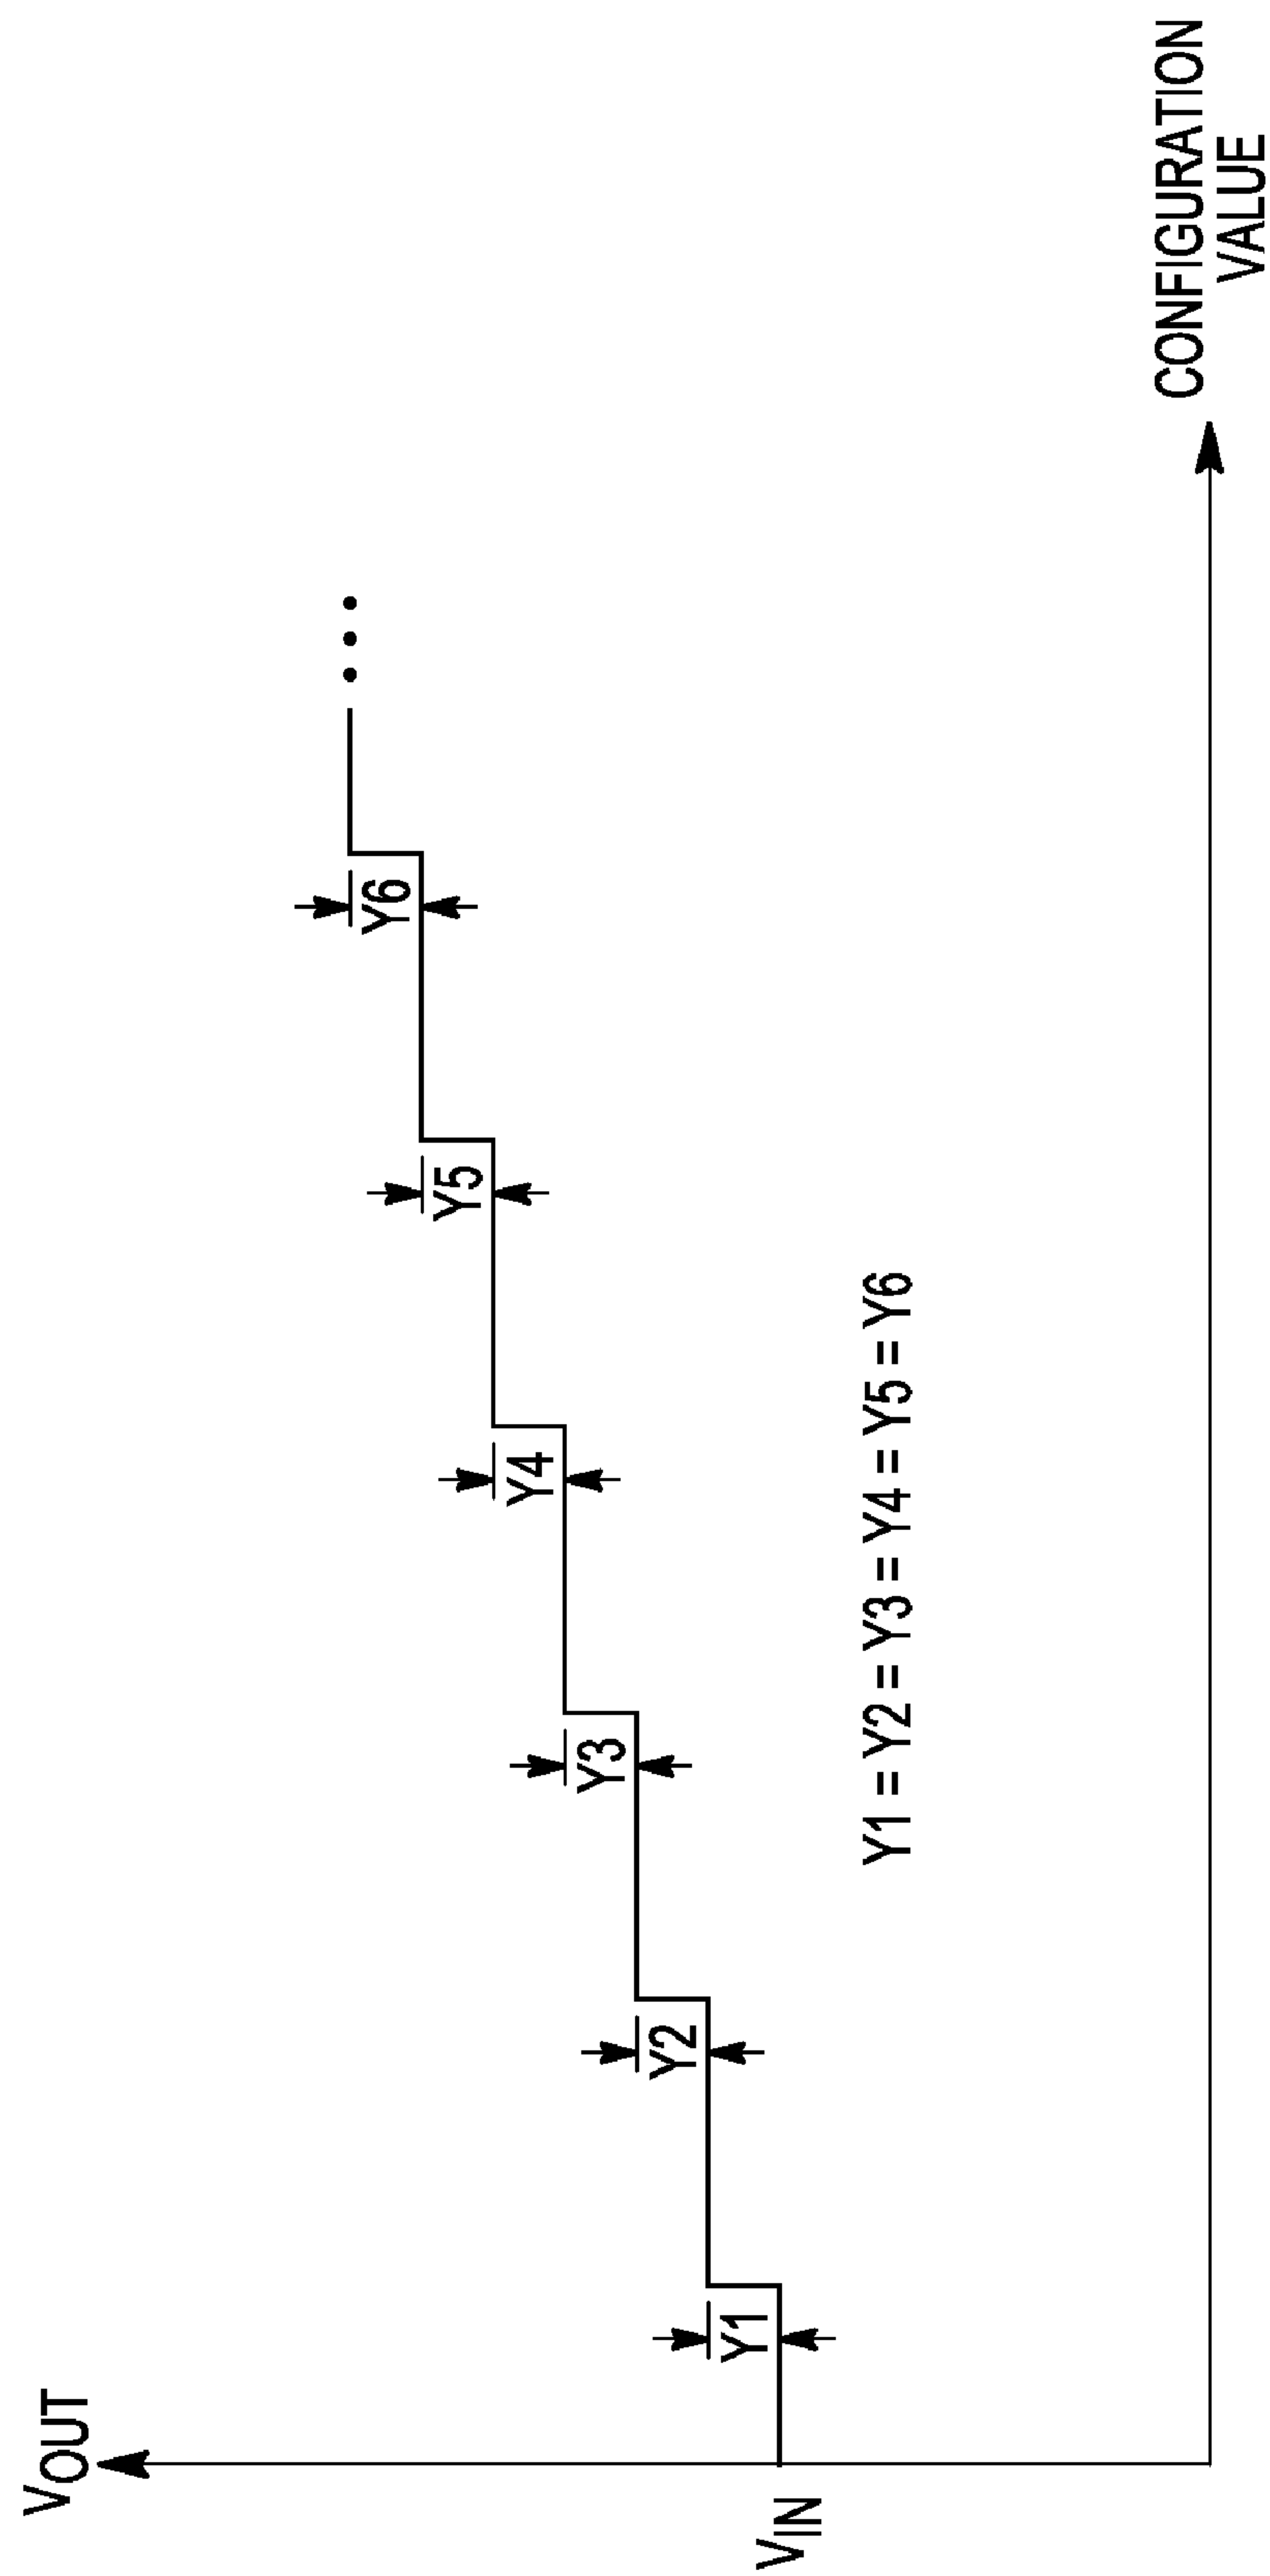 VOUT
Y6
Y5
Y4
Y3
Y2
Y1
VIN
Y1 = Y2 = Y3 = Y4 = Y5 = Y6
CONFIGURATION
VALUE